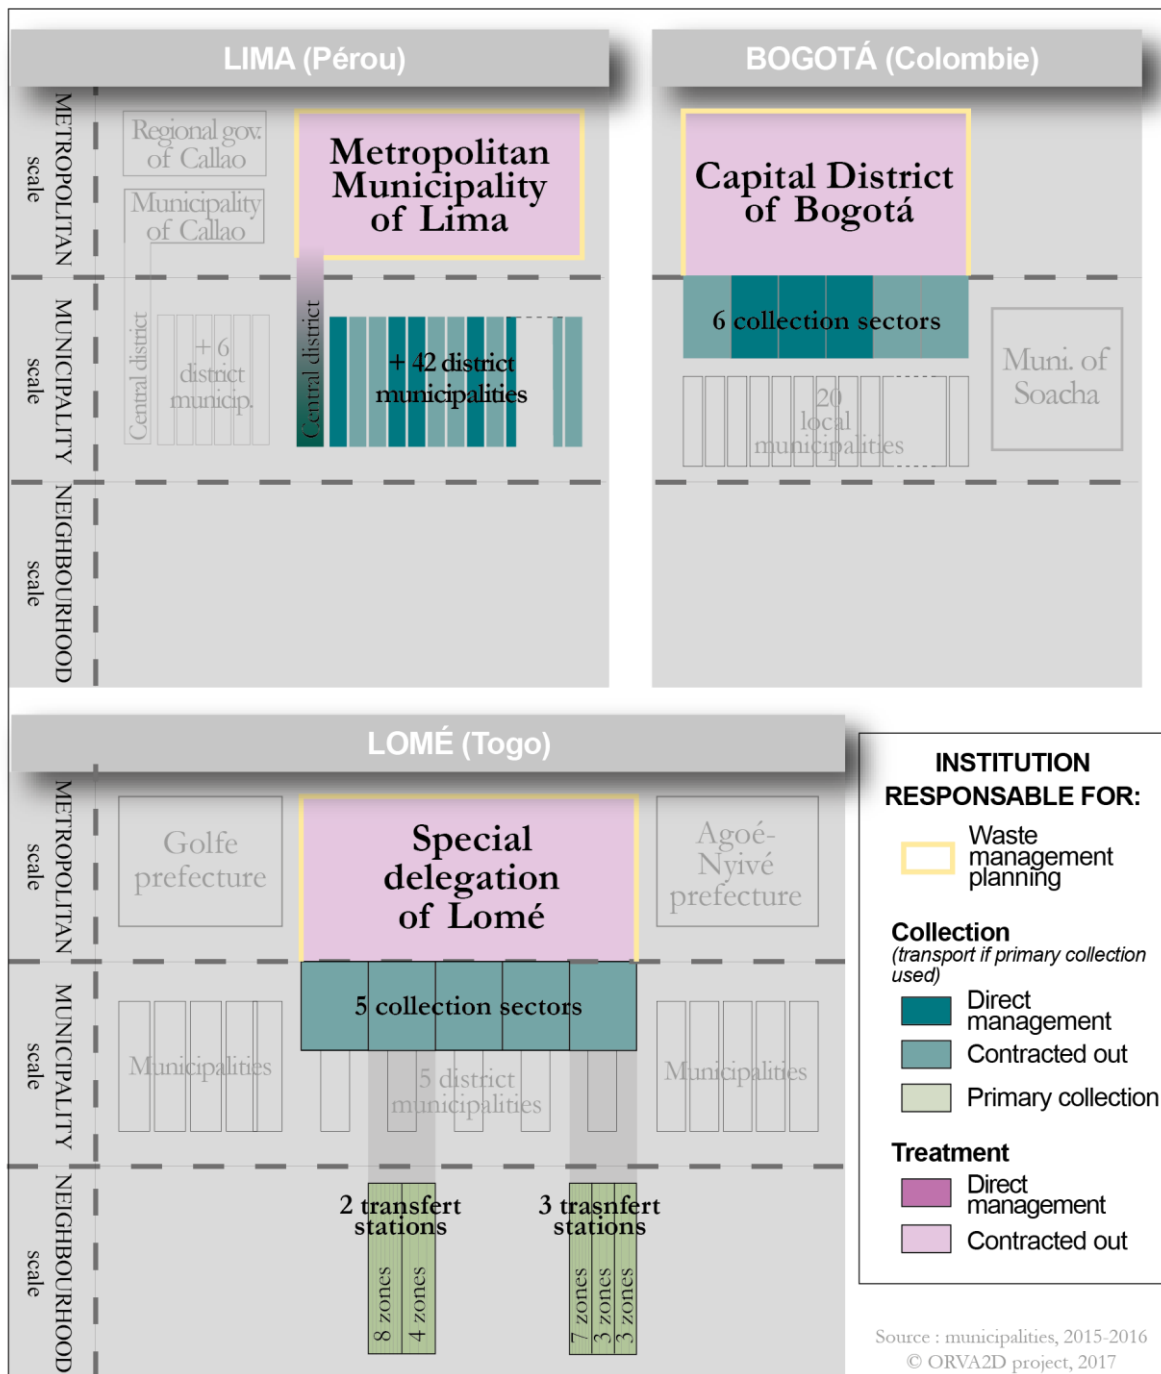 LIMA (Pérou)
METROPOLITAN
scale
Regional gov.
of Callao
Municipality
of Callao
Metropolitan
Municipality
of Lima
MUNICIPALITY
scale
Central district
+ 6
district
municip.
Central district
+ 42 district
municipalities
NEIGHBOURHOOD
scale
BOGOTÁ (Colombie)
Capital District
of Bogotá
6 collection sectors
20
local
municipalities
Muni. of
Soacha
LOMÉ (Togo)
METROPOLITAN
scale
Golfe
prefecture
Special
delegation
of Lomé
Agoé-
Nyivé
prefecture
MUNICIPALITY
scale
5 collection sectors
Municipalities
5 district
municipalities
Municipalities
NEIGHBOURHOOD
scale
2 transfert
stations
8 zones
4 zones
3 trasnfert
stations
7 zones
3 zones
3 zones
INSTITUTION
RESPONSABLE FOR:
Waste
management
planning
Collection
(transport if primary collection
used)
Direct
management
Contracted out
Primary collection
Treatment
Direct
management
Contracted out
Source : municipalities, 2015-2016
© ORVA2D project, 2017